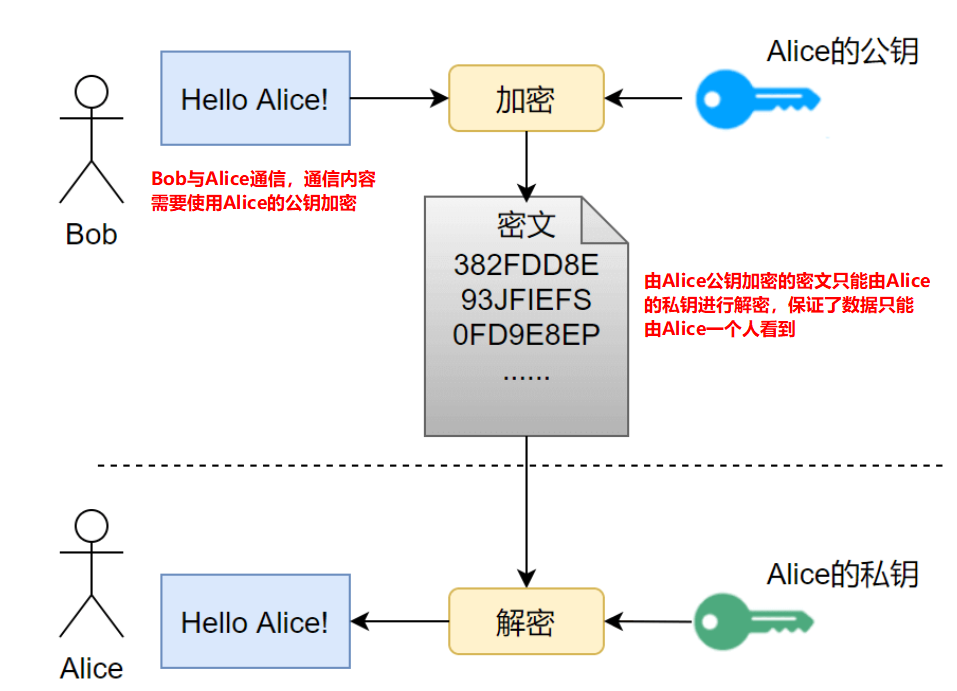 Alice的公钥
Hello Alice!
加密
Bob与Alice通信，通信内容
需要使用Alice的公钥加密
Bob
密文
382FDD8E
93JFIEFS
0FD9E8EP
......
由Alice公钥加密的密文只能由Alice
的私钥进行解密，保证了数据只能
由Alice一个人看到
Alice的私钥
Hello Alice!
解密
Alice